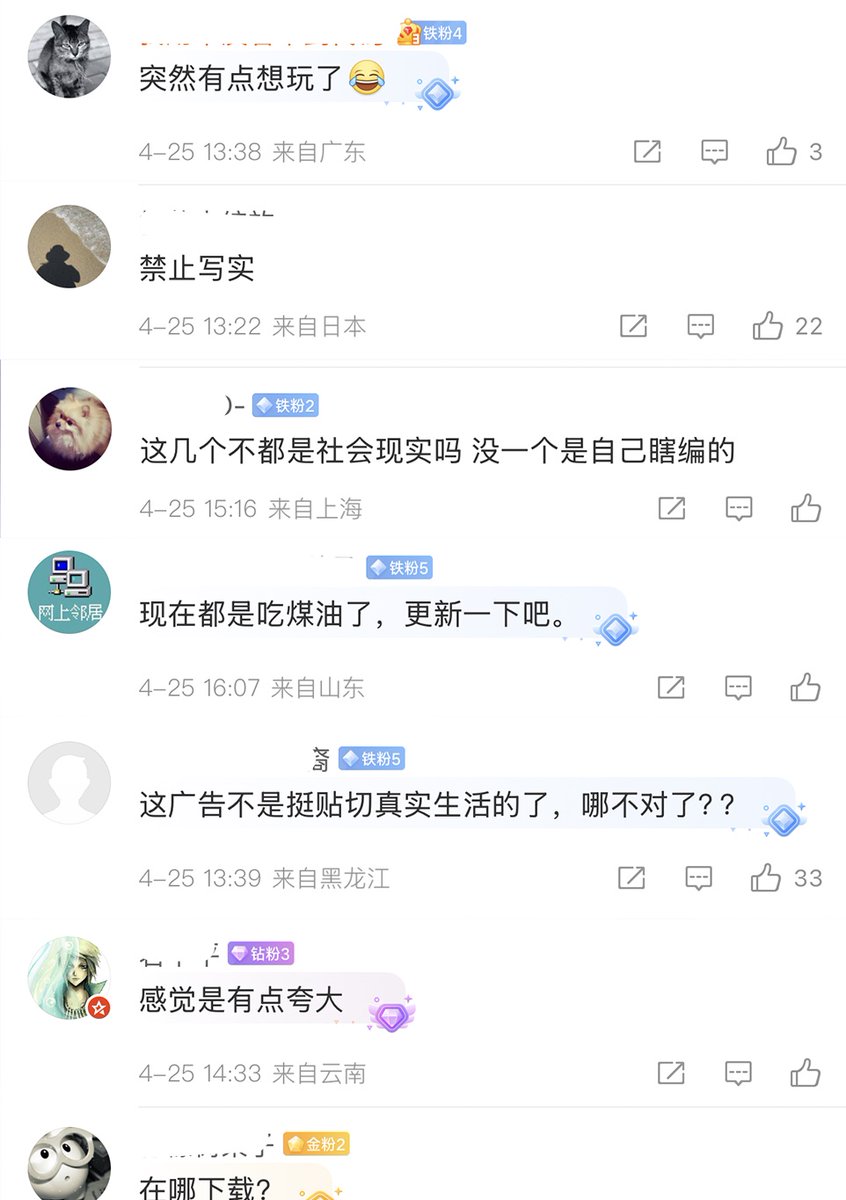 铁粉4
突然有点想玩了
4-25 13:38 来自广东
3
禁止写实
4-25 13:22 来自日本
22
)-
铁粉2
这几个不都是社会现实吗 没一个是自己瞎编的
4-25 15:16 来自上海
铁粉5
网上邻居
现在都是吃煤油了，更新一下吧。
4-25 16:07 来自山东
铁粉5
这广告不是挺贴切真实生活的了，哪不对了？？
4-25 13:39 来自黑龙江
33
钻粉3
感觉是有点夸大
4-25 14:33 来自云南
金粉2
在哪下载？